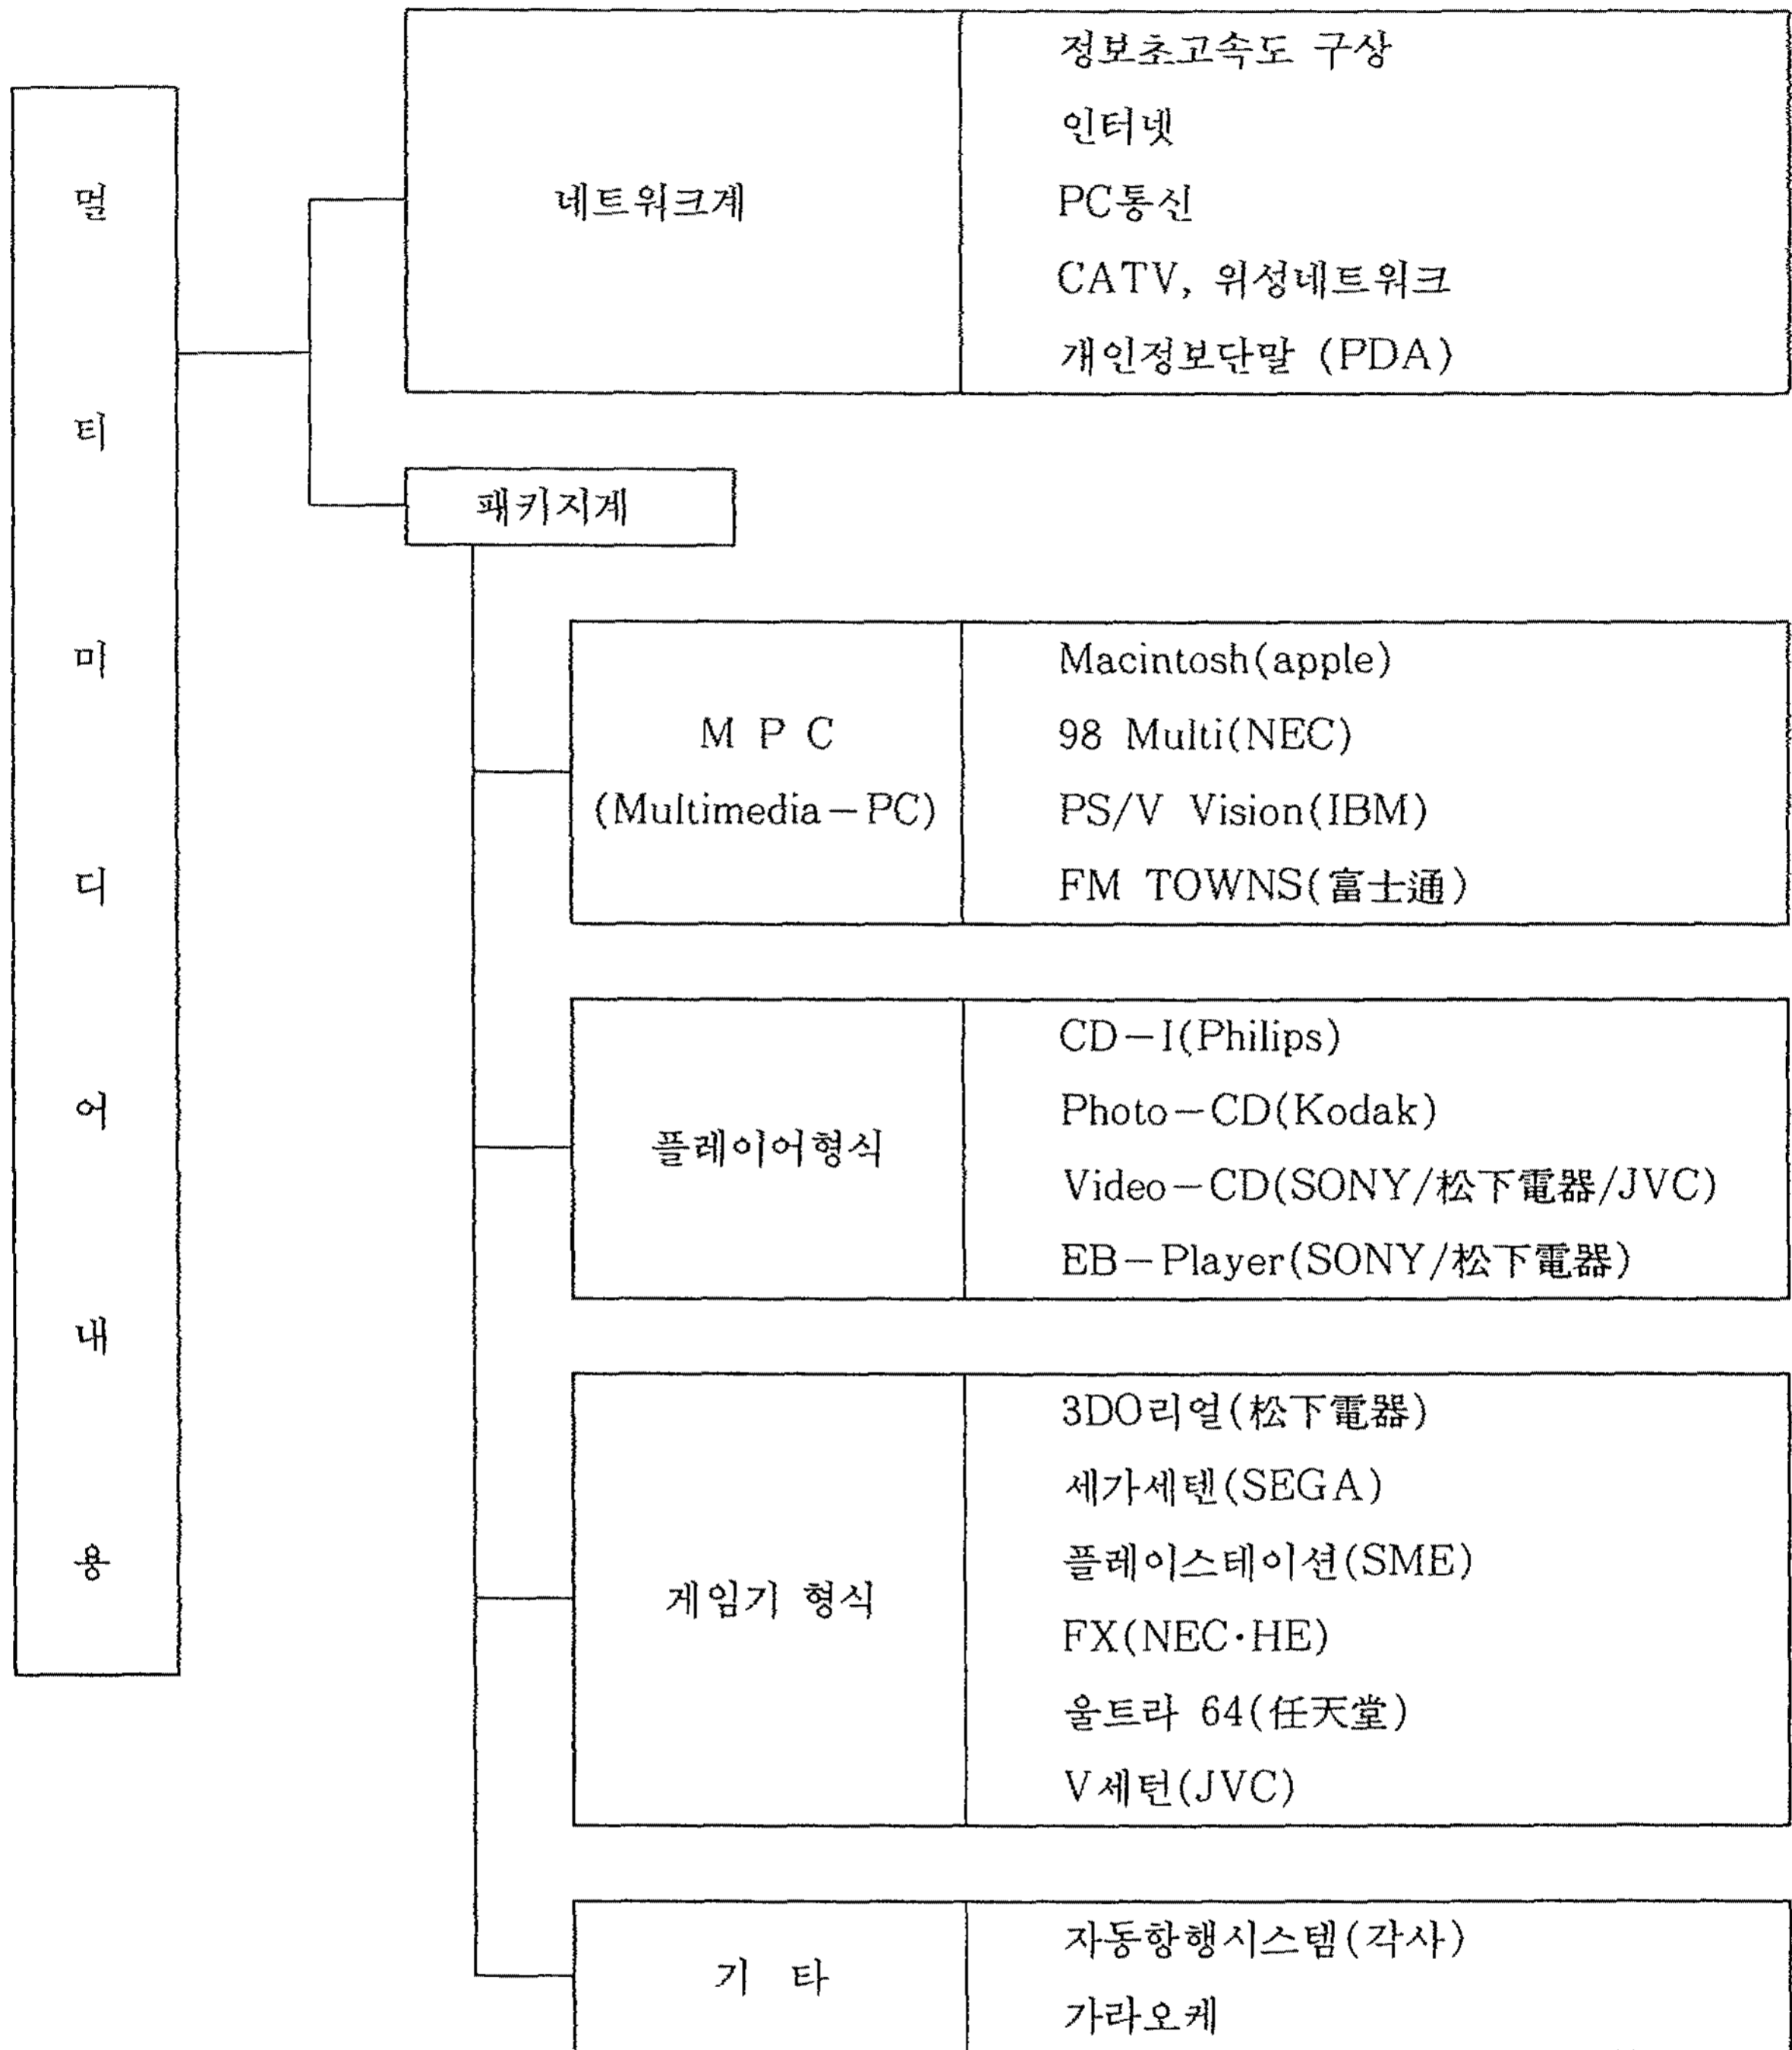 멀티미디어내용
네트워크계
정보초고속도 구상
인터넷
PC통신
CATV, 위성네트워크
개인정보단말 (PDA)
패키지계
M P C
(Multimedia－PC)
Macintosh(apple)
98 Multi(NEC)
PS/V Vision(IBM)
FM TOWNS(富士通)
플레이어형식
CD－I(Philips)
Photo－CD(Kodak)
Video－CD(SONY/松下電器/JVC)
EB－Player(SONY/松下電器)
게임기 형식
3DO리얼(松下電器)
세가세텐(SEGA)
플레이스테이션(SME)
FX(NEC·HE)
울트라 64(任天堂)
V세턴(JVC)
기 타
자동항행시스템(각사)
가라오케